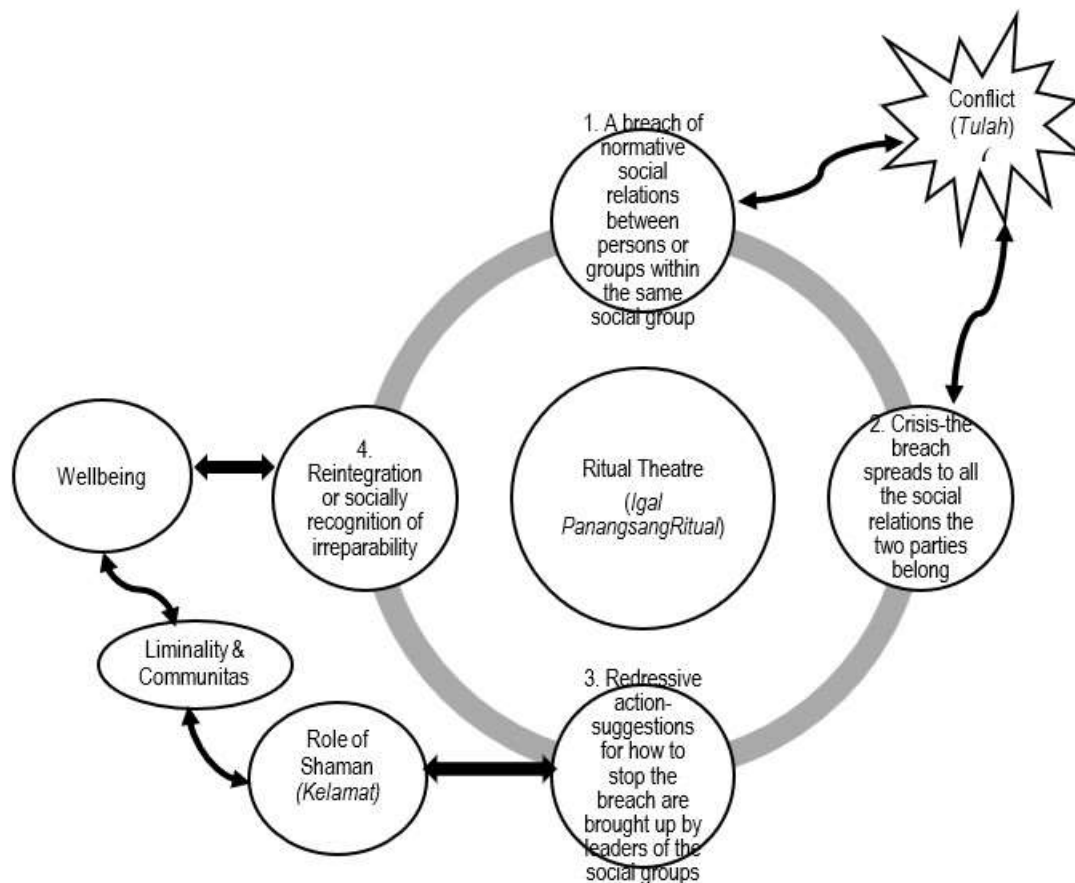 Conflict
(Tulah)
1. A breach of
normative
social
relations
between
persons or
groups within
the same
social group
2. Crisis-the
breach
spreads to all
the social
relations the
two parties
belong
Ritual Theatre
(Igal
PanangsangRitual)
4.
Reintegration
or socially
recognition of
irreparability
Wellbeing
Liminality &
Communitas
Role of
Shaman
(Kelamat)
3. Redressive
action-
suggestions
for how to
stop the
breach are
brought up by
leaders of the
social groups